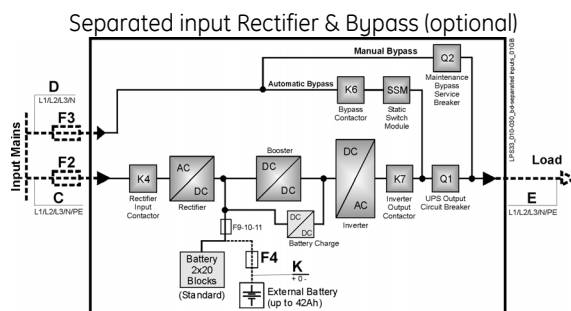 Separated input Rectifier & Bypass (optional)
Manual Bypass
Q2
Maintenance
Bypass
Service
Breaker
LPS33_010-030_bd-separated inputs_01GB
D
L1/L2/L3/N
Automatic Bypass
K6
SSM
Bypass
Contactor
Static
Switch
Module
F3
Input Mains
F2
Booster
DC
AC
Load
K4
AC
DC
DC
DC
K7
Q1
C
L1/L2/L3/N/PE
Rectifier
Input
Contactor
Rectifier
DC
DC
Battery Charge
Inverter
Inverter
Output
Contactor
UPS Output
Circuit Breaker
E
L1/L2/L3/N/PE
F9-10-11
Battery
2x20
Blocks
(Standard)
F4
K
+ 0 -
External Battery
(up to 42Ah)